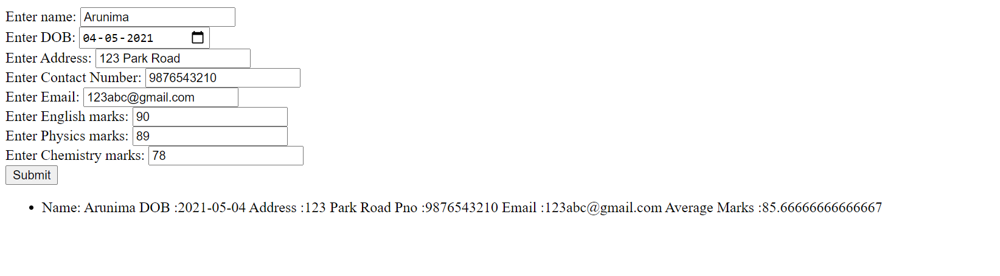 Enter name: Arunima
Enter DOB: 04-05-2021
Enter Address: 123 Park Road
Enter Contact Number: 9876543210
Enter Email: 123abc@gmail.com
Enter English marks: 90
Enter Physics marks: 89
Enter Chemistry marks: 78
Submit
• Name: Arunima DOB :2021-05-04 Address :123 Park Road Pno :9876543210 Email :123abc@gmail.com Average Marks :85.66666666666667